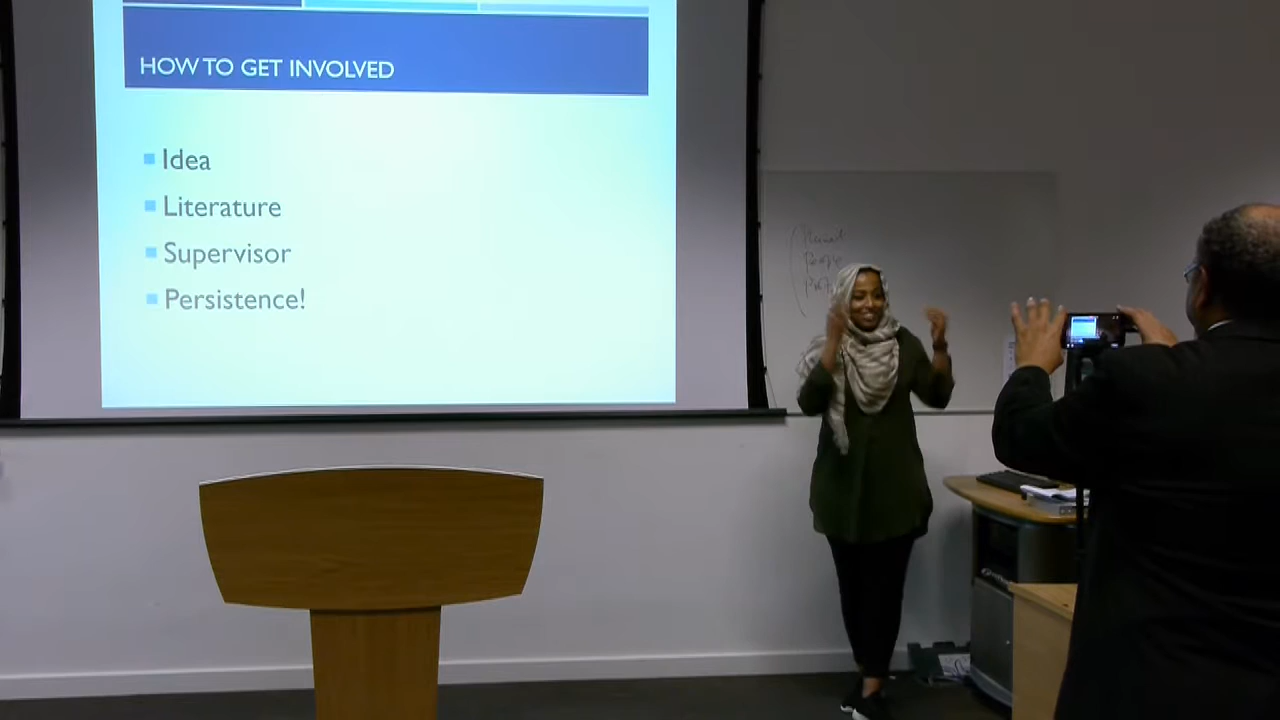 HOW TO GET INVOLVED
Idea
Literature
Supervisor
Persistence!